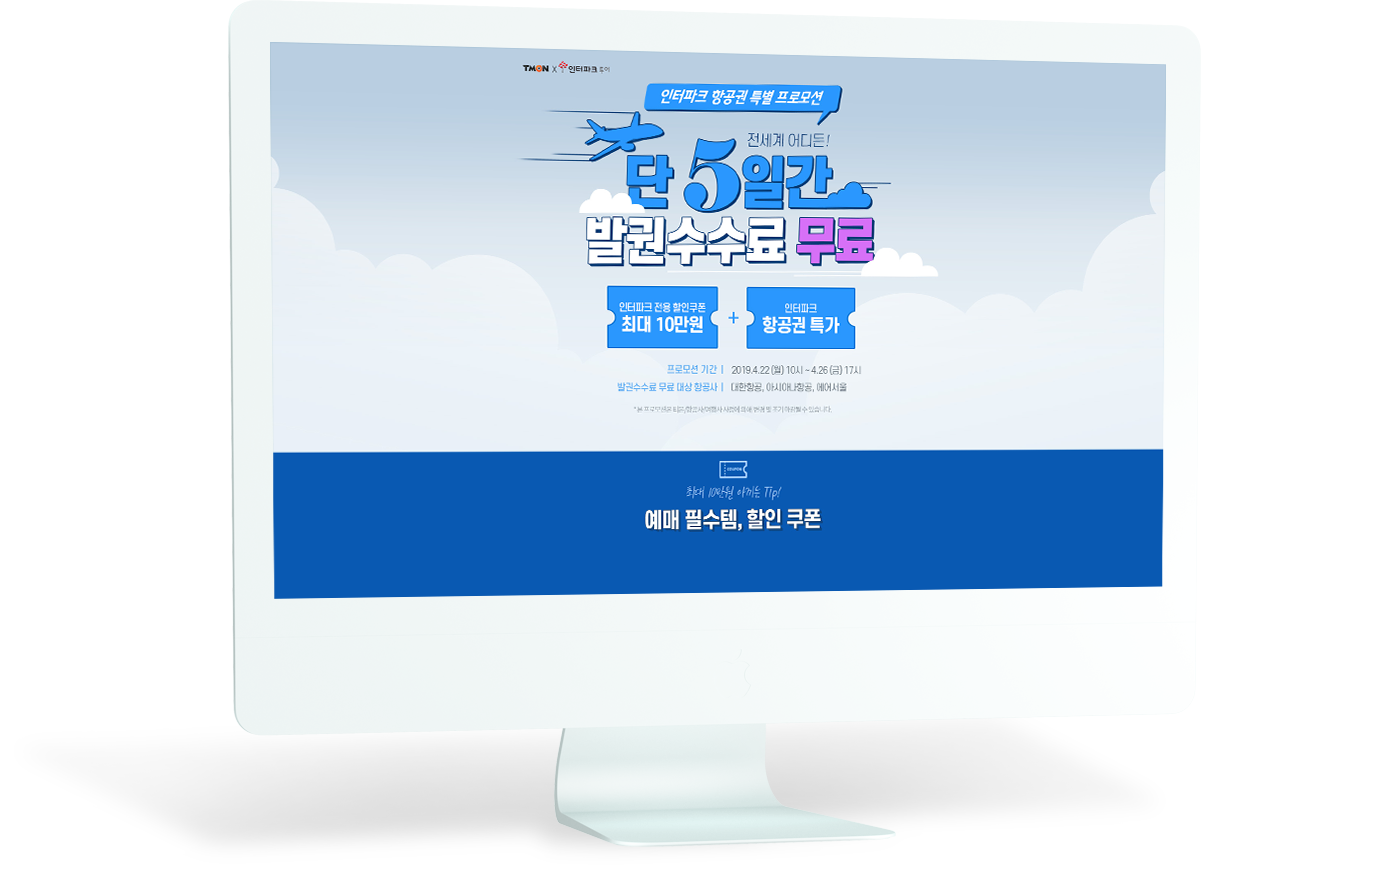 TMON X 인터파크 투어
인터파크 항공권 특별 프로모션
전세계 어디든!
단 5일간
발권수수료 무료
인터파크 전용 할인쿠폰
최대 10만원
+
인터파크
항공권 특가
프로모션 기간 | 2019.4.22 (월) 10시 ~ 4.26 (금) 17시
발권수수료 무료 대상 항공사 | 대한항공, 아시아나항공, 에어서울
COUPON
최대 10만원 아끼는 Tip!
예매 필수템, 할인 쿠폰